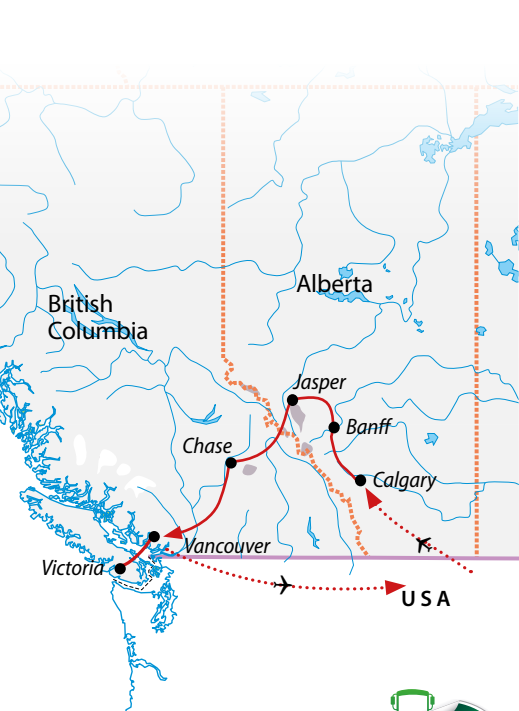 Alberta
British
Columbia
Jasper
Banff
Chase
Calgary
Vancouver
Victoria
USA